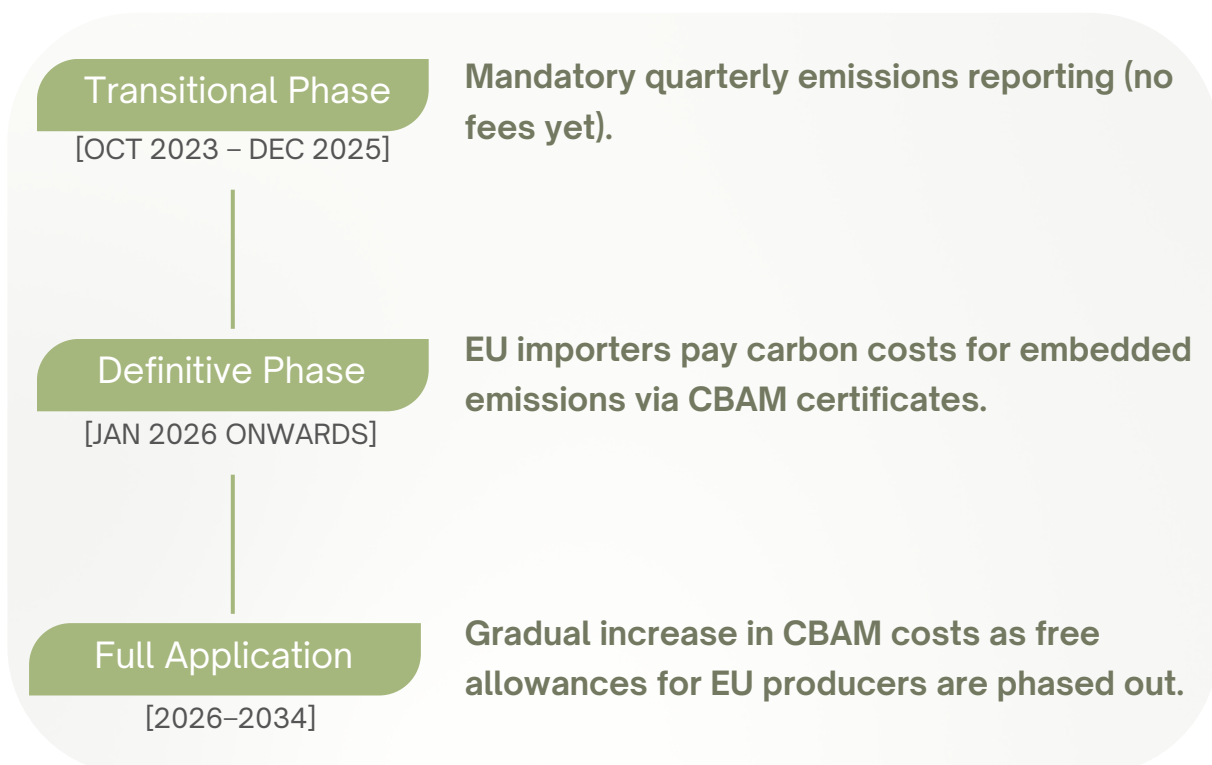 Transitional Phase
[OCT 2023 – DEC 2025]
Mandatory quarterly emissions reporting (no
fees yet).
Definitive Phase
[JAN 2026 ONWARDS]
EU importers pay carbon costs for embedded
emissions via CBAM certificates.
Full Application
[2026–2034]
Gradual increase in CBAM costs as free
allowances for EU producers are phased out.